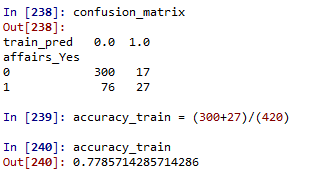 In [238]: confusion_matrix
Out[238]:
train_pred   0.0  1.0
affairs_Yes
0            300   17
1             76   27
In [239]: accuracy_train = (300+27)/(420)
In [240]: accuracy_train
Out[240]: 0.7785714285714286